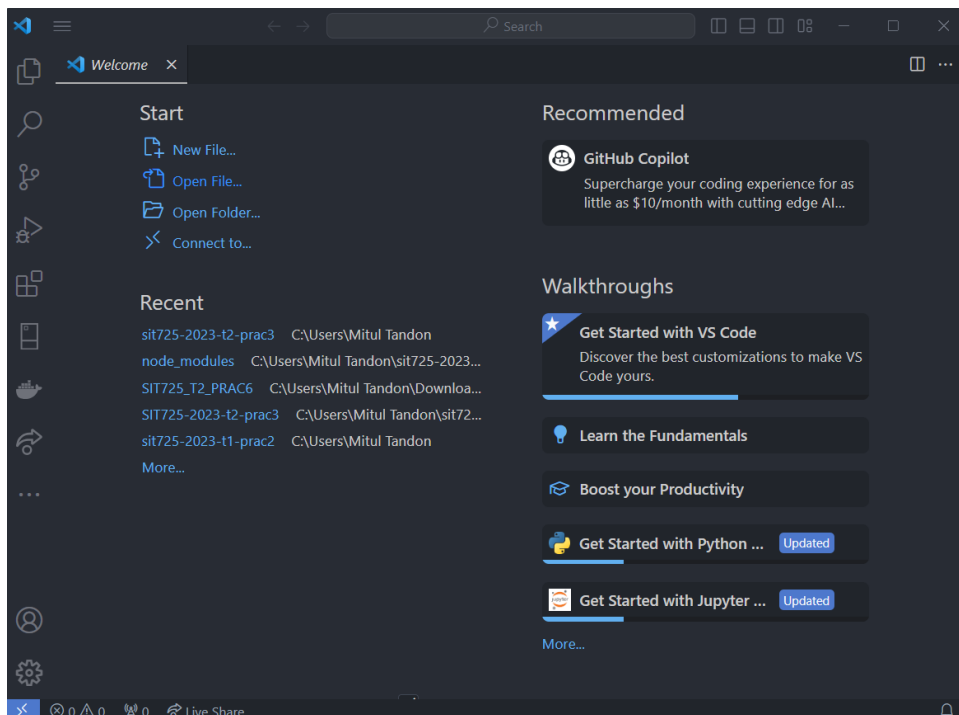 Search
Welcome
Start
New File...
Open File...
Open Folder...
Connect to...
Recent
sit725-2023-t2-prac3 C:\Users\Mitul Tandon
node_modules C:\Users\Mitul Tandon\sit725-2023...
SIT725_T2_PRAC6 C:\Users\Mitul Tandon\Downloa...
SIT725-2023-t2-prac3 C:\Users\Mitul Tandon\sit72...
sit725-2023-t1-prac2 C:\Users\Mitul Tandon
More...
Recommended
GitHub Copilot
Supercharge your coding experience for as
little as $10/month with cutting edge AI...
Walkthroughs
Get Started with VS Code
Discover the best customizations to make VS
Code yours.
Learn the Fundamentals
Boost your Productivity
Get Started with Python ... Updated
Get Started with Jupyter ... Updated
More...
0 0 0 Live Share